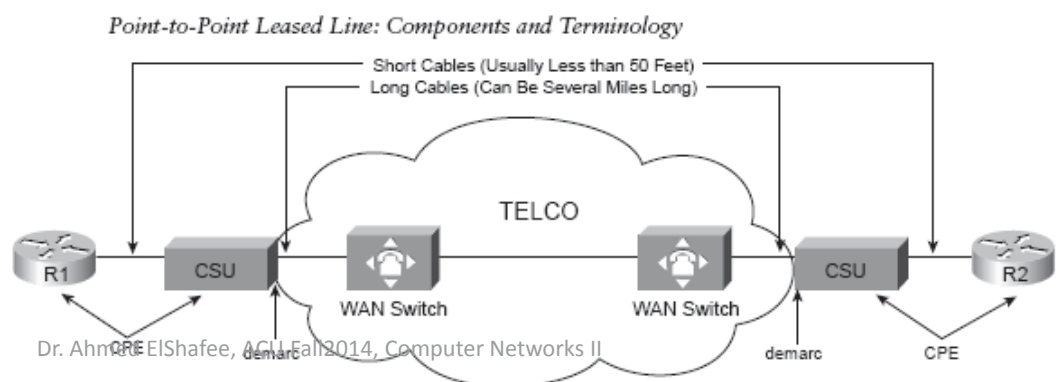 Point-to-Point Leased Line: Components and Terminology
Short Cables (Usually Less than 50 Feet)
Long Cables (Can Be Several Miles Long)
TELCO
R1
CSU
WAN Switch
WAN Switch
CSU
R2
CPE
demarc
demarc
CPE
Dr. Ahmed ElShafee, ACU Fall2014, Computer Networks II